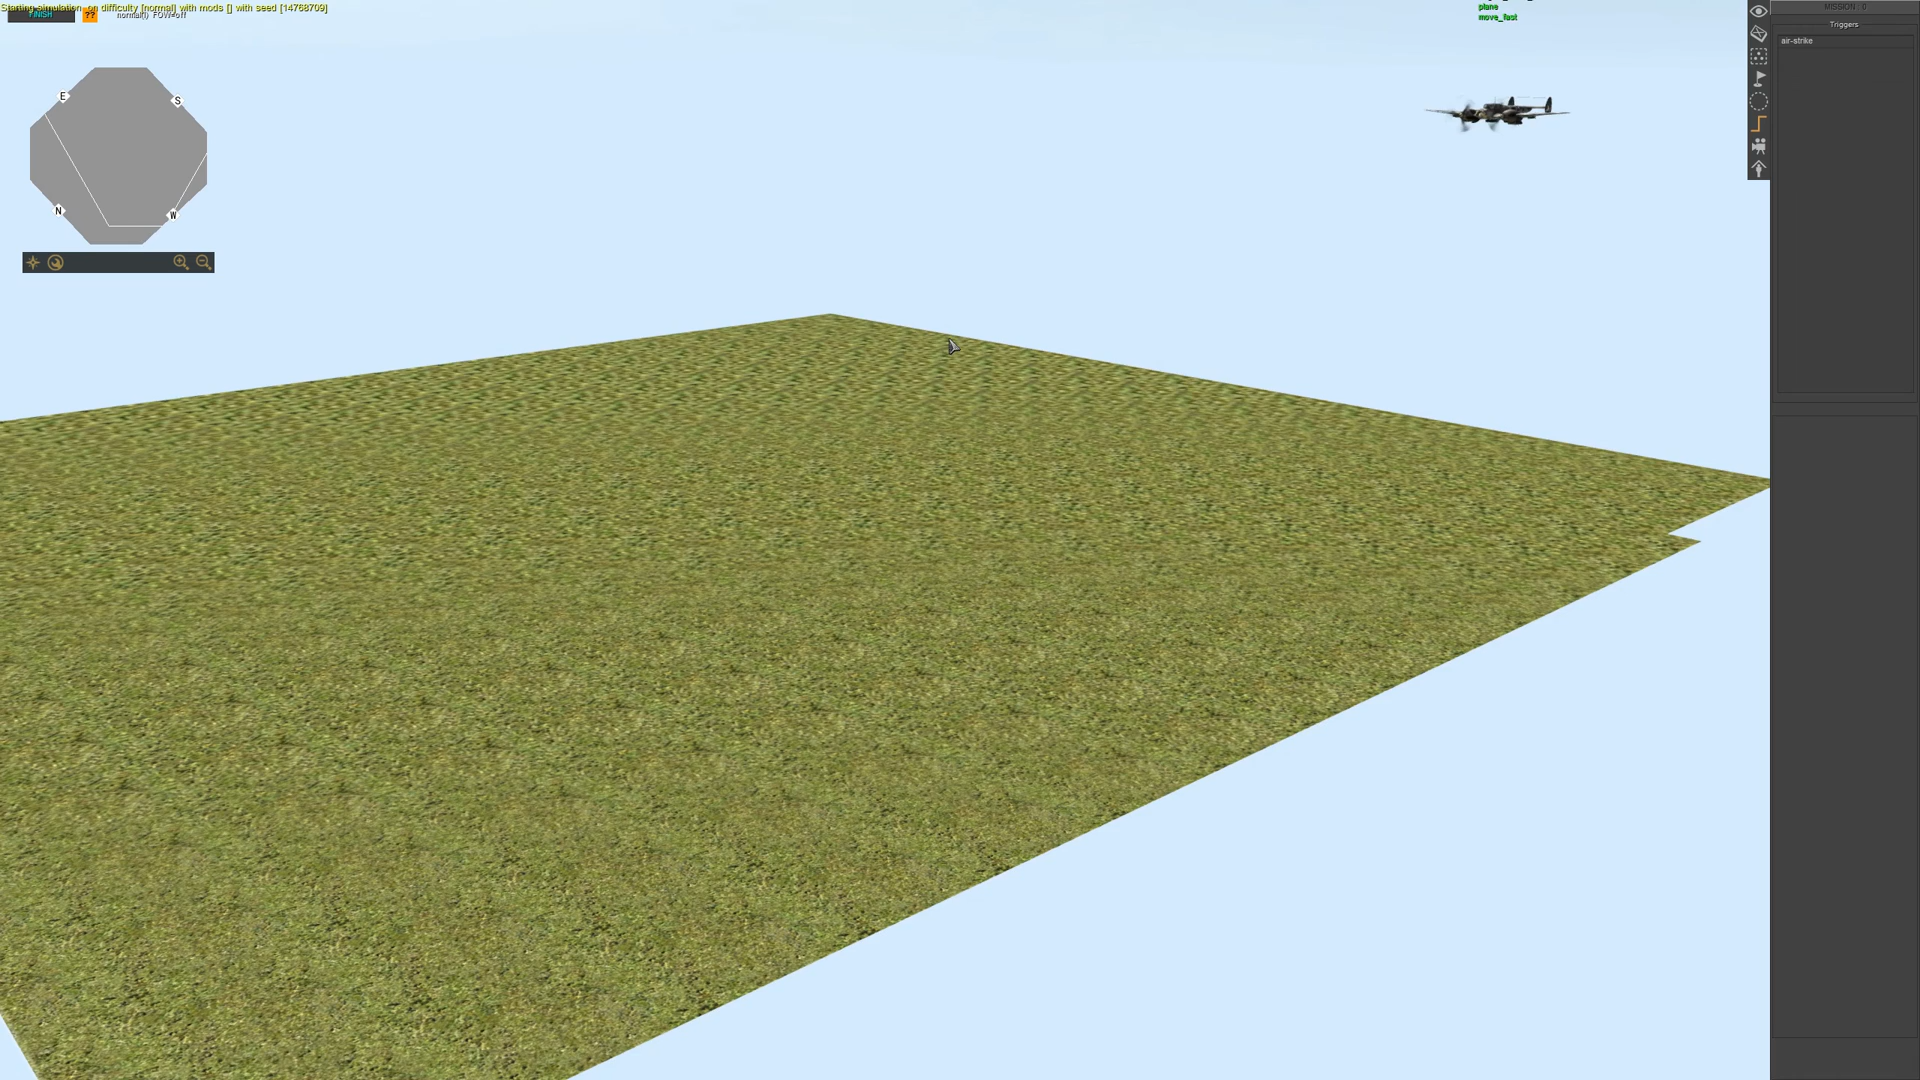 Starting simulation on difficulty [normal] with mods [] with seed [14768709]
FINISH
??
normal(!) FOW=off
plane
move_fast
MISSION : 0
Triggers
air-strike
E
S
N
W